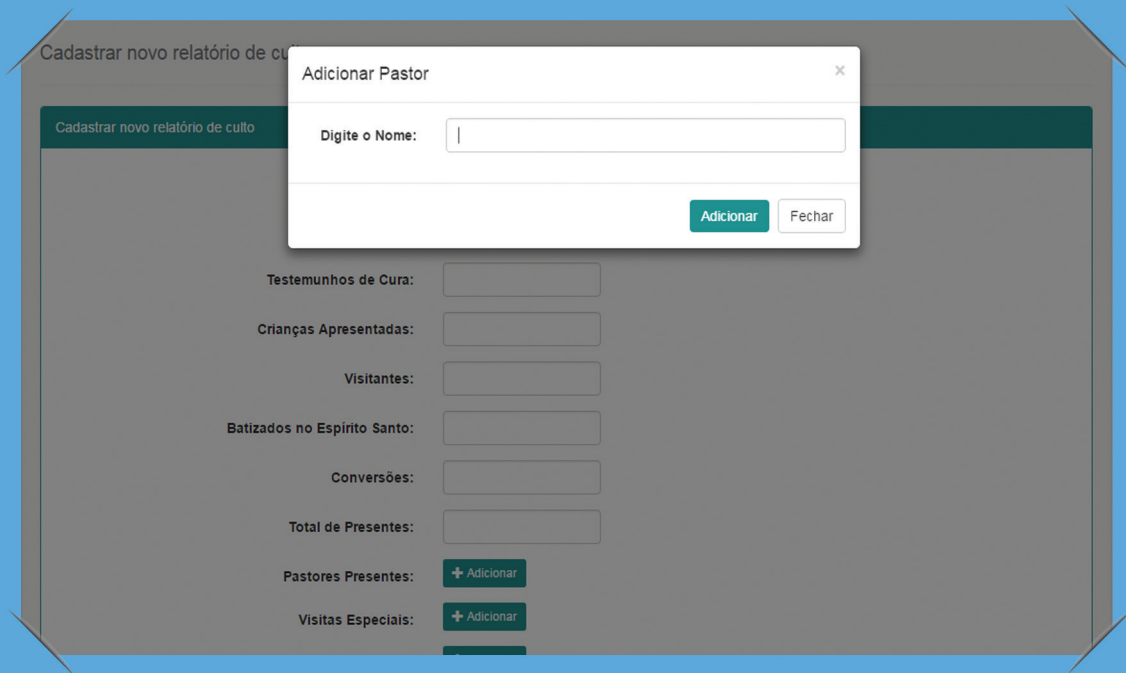 Cadastrar novo relatório de cul
Adicionar Pastor
×
Cadastrar novo relatório de culto
Digite o Nome:
Adicionar
Fechar
Testemunhos de Cura:
Crianças Apresentadas:
Visitantes:
Batizados no Espírito Santo:
Conversões:
Total de Presentes:
Pastores Presentes:
+ Adicionar
Visitas Especiais:
+ Adicionar